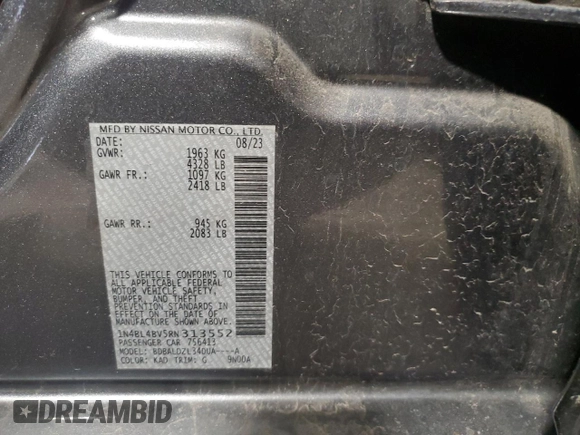 MFD BY NISSAN MOTOR CO., LTD.
DATE: 08/23
GVWR: 1963 KG
4328 LB
GAWR FR.: 1097 KG
2418 LB
GAWR RR.: 945 KG
2083 LB
THIS VEHICLE CONFORMS TO
ALL APPLICABLE FEDERAL
MOTOR VEHICLE SAFETY,
BUMPER, AND THEFT
PREVENTION STANDARDS IN
EFFECT ON THE DATE OF
MANUFACTURE SHOWN ABOVE.
1N4BL4BV5RN313552
PASSENGER CAR 756413
MODEL: BDBALDZL34DUA----A
COLOR: KAD TRIM: G 9N00A
DREAMBID